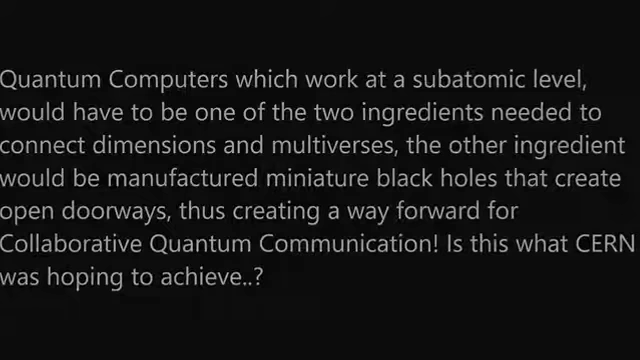 Quantum Computers which work at a subatomic level,
would have to be one of the two ingredients needed to
connect dimensions and multiverses, the other ingredient
would be manufactured miniature black holes that create
open doorways, thus creating a way forward for
Collaborative Quantum Communication! Is this what CERN
was hoping to achieve..?